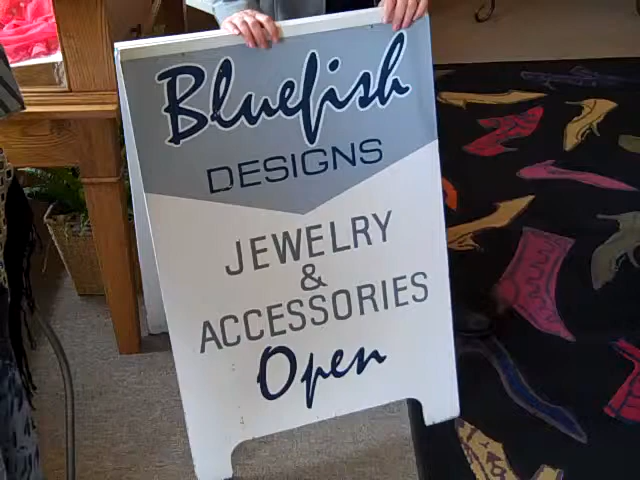 Bluefish
DESIGNS
JEWELRY
&
ACCESSORIES
Open